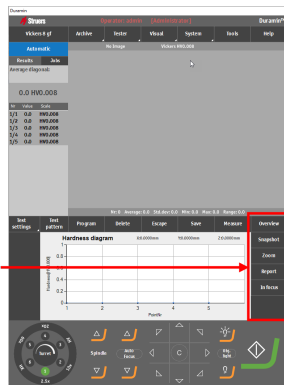 Duramin
Struers
Operator: admin (Administrator)
Duramin
Vickers 8 gf
Archive
Tester
Visual
System
Tools
Help
Automatic
No Image
Vickers HV0.008
Results
Jobs
Average diagonal:
0.0 HV0.008
Nr Value Scale
1/1 0.0 HV0.008
1/2 0.0 HV0.008
1/3 0.0 HV0.008
1/4 0.0 HV0.008
1/5 0.0 HV0.008
Nr: 0 Average: 0.0 Std.dev: 0.0 Min: 0.0 Max: 0.0 Range: 0.0
Test settings
Test pattern
Program
Delete
Escape
Save
Measure
Overview
Hardness diagram
Snapshot
Zoom
Report
In focus
1
0.8
0.6
0.4
0.2
0
1 2 3 4 5
Turret
2.5x
Spindle
Auto Focus
C